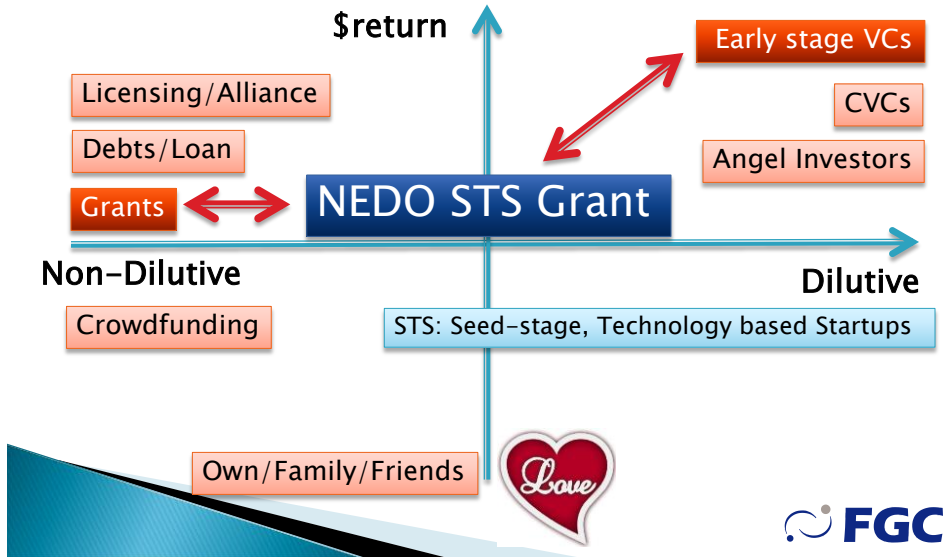 $return
Early stage VCs
Licensing/Alliance
CVCs
Debts/Loan
Angel Investors
Grants
NEDO STS Grant
Non-Dilutive
Dilutive
Crowdfunding
STS: Seed-stage, Technology based Startups
Own/Family/Friends
Love
FGC